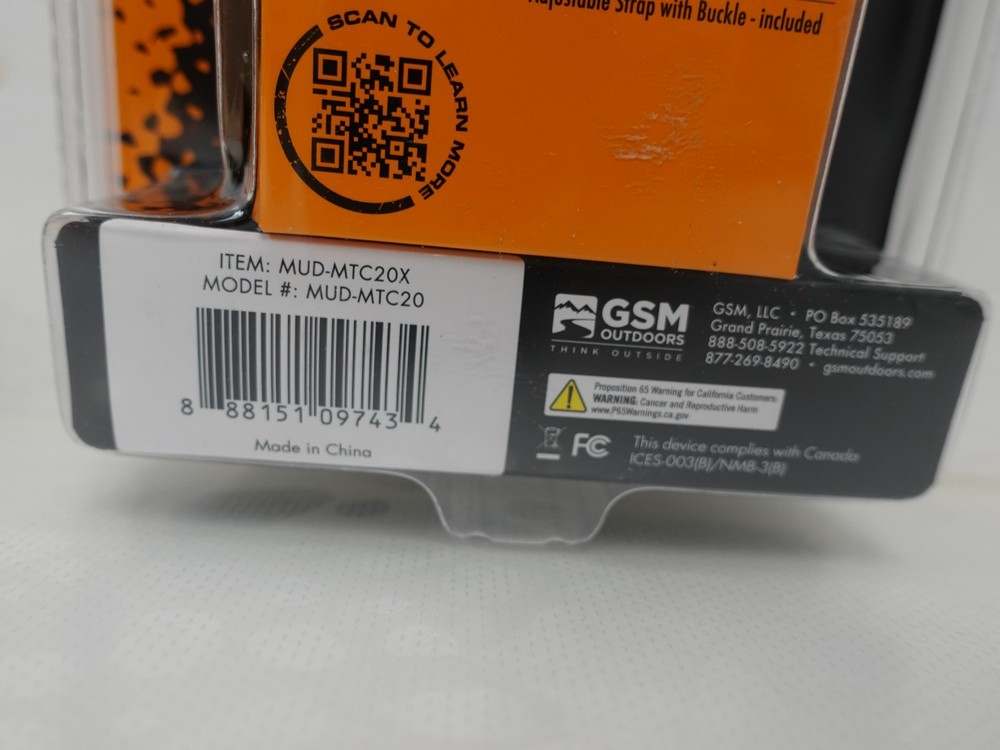 Adjustable Strap with Buckle - included
SCAN TO LEARN MORE
ITEM: MUD-MTC20X
MODEL #: MUD-MTC20
8 88151 09743 4
Made in China
GSM
OUTDOORS
THINK OUTSIDE
GSM, LLC • PO Box 535189
Grand Prairie, Texas 75053
888-508-5922 Technical Support
877-269-8490 • gsmoutdoors.com
Proposition 65 Warning for California Customers:
WARNING: Cancer and Reproductive Harm
www.P65Warnings.ca.gov
FC
This device complies with Canada
ICES-003(B)/NMB-3(B)